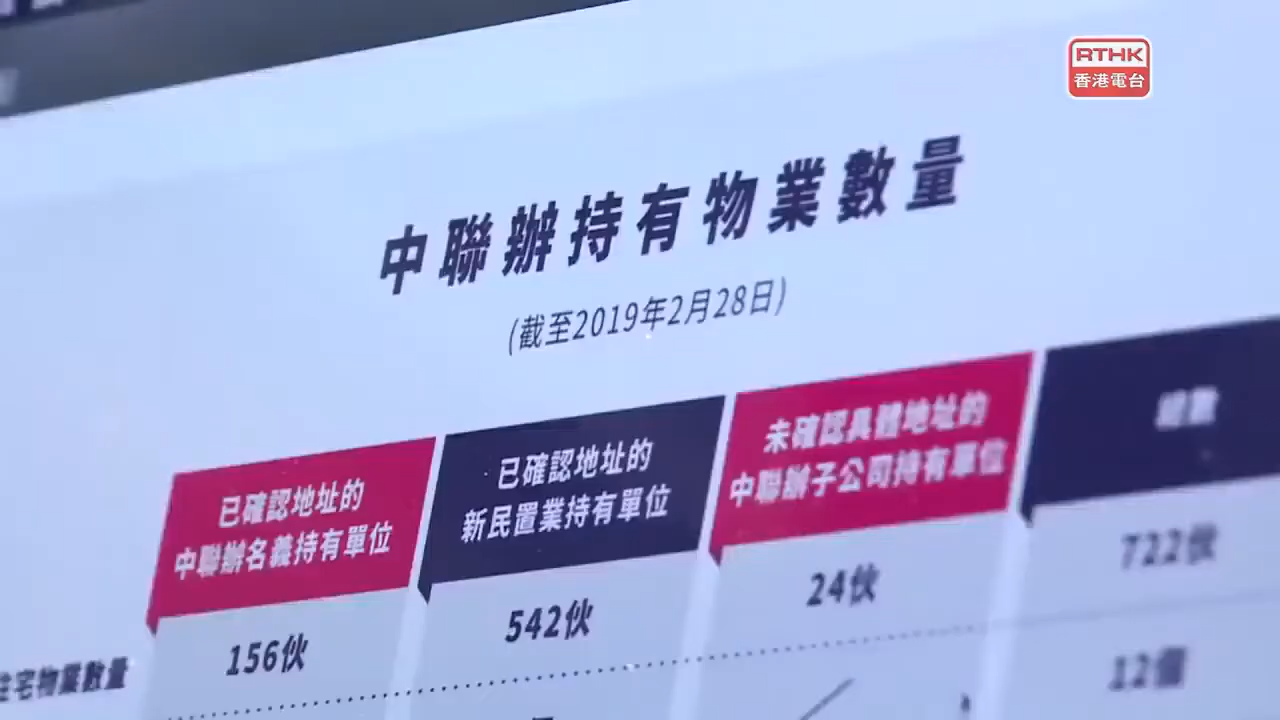 RTHK
香港電台
中聯辦持有物業數量
(截至2019年2月28日)
已確認地址的
中聯辦名義持有單位
已確認地址的
新民置業持有單位
未確認具體地址的
中聯辦子公司持有單位
總數
住宅物業數量
156伙
542伙
24伙
722伙
12個